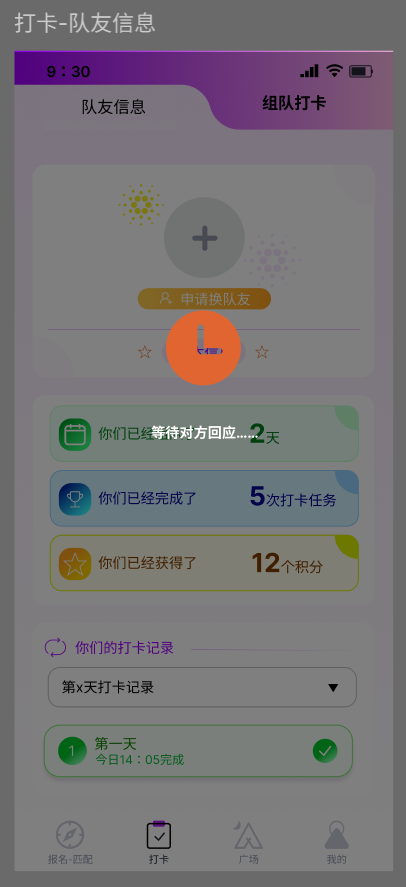 打卡-队友信息
9：30
队友信息
组队打卡
申请换队友
等待对方回应……
你们已经
2天
你们已经完成了
5次打卡任务
你们已经获得了
12个积分
你们的打卡记录
第x天打卡记录
1
第一天
今日14：05完成
报名-匹配
打卡
广场
我的